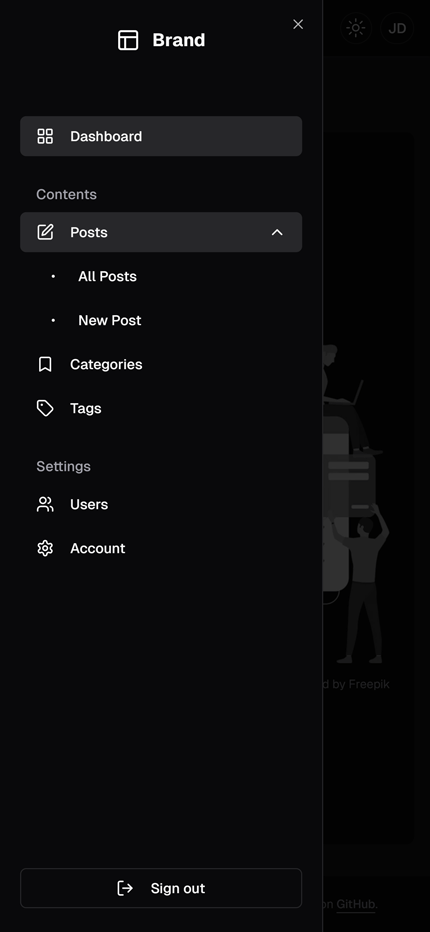 Brand
JD
Dashboard
Contents
Posts
All Posts
New Post
Categories
Tags
Settings
Users
Account
by Freepik
Sign out
on GitHub.